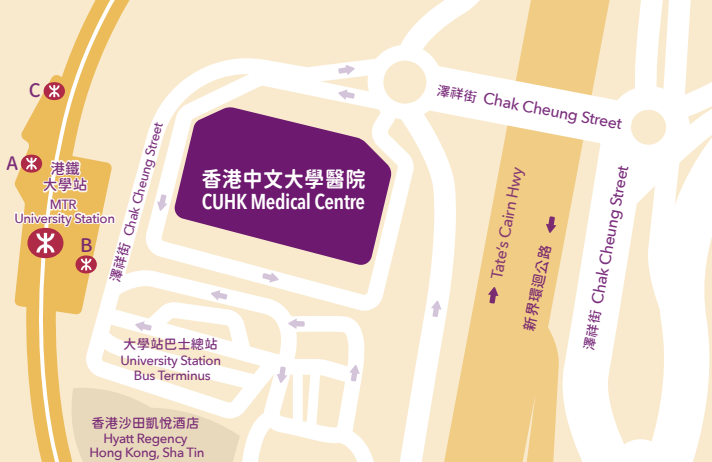 C
澤祥街 Chak Cheung Street
A
港鐵
大學站
MTR
University Station
B
澤祥街 Chak Cheung Street
香港中文大學醫院
CUHK Medical Centre
Tate's Cairn Hwy
新界環迴公路
澤祥街 Chak Cheung Street
大學站巴士總站
University Station
Bus Terminus
香港沙田凱悅酒店
Hyatt Regency
Hong Kong, Sha Tin